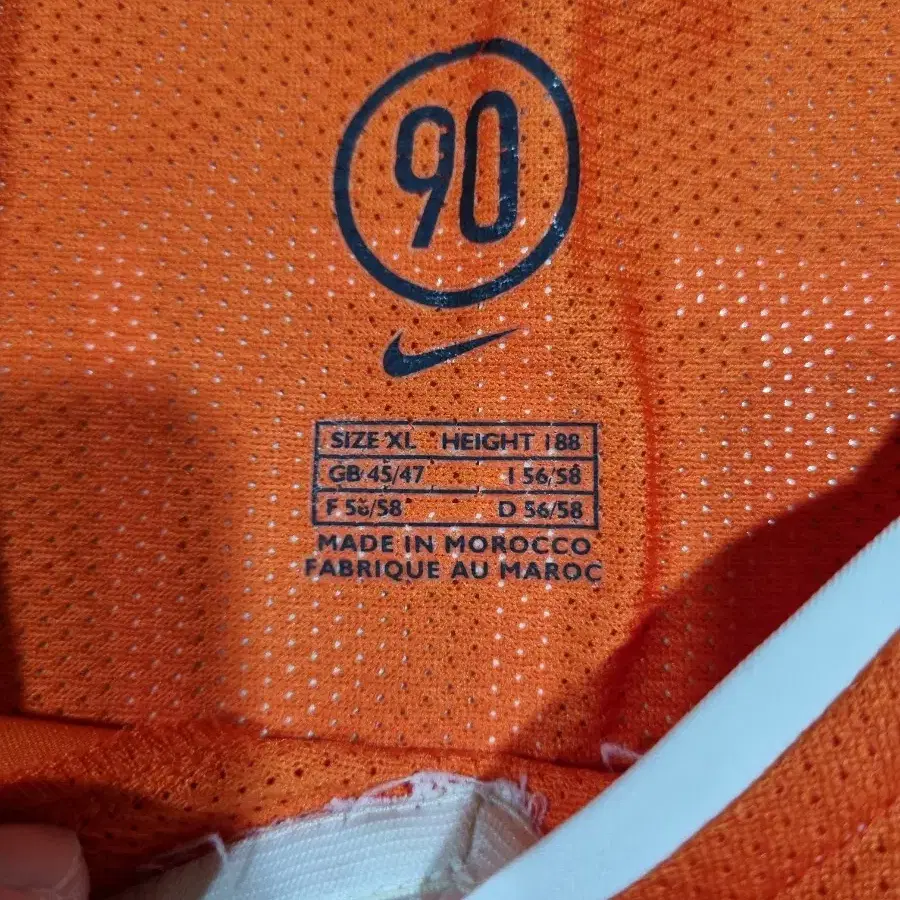 90
SIZE XL HEIGHT 188
GB 45/47 I 56/58
F 56/58 D 56/58
MADE IN MOROCCO
FABRIQUE AU MAROC